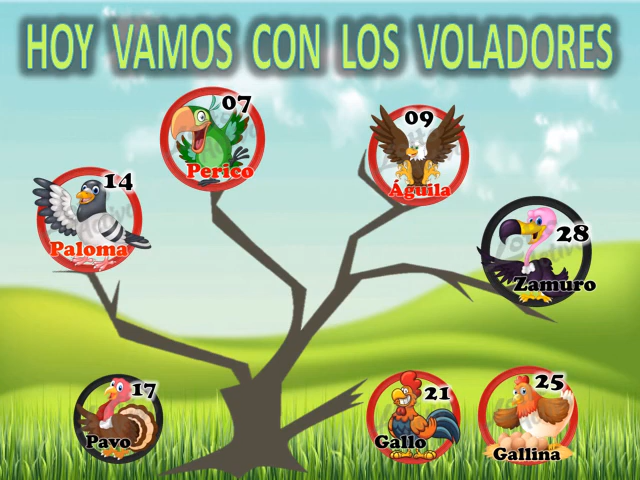 HOY VAMOS CON LOS VOLADORES
07
Perico
09
Águila
14
Paloma
28
Zamuro
17
Pavo
21
Gallo
25
Gallina